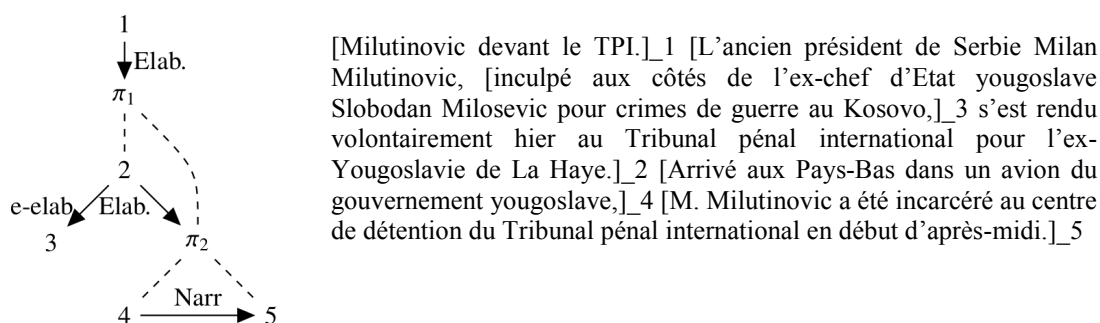 1
Elab.
π₁
2
e-elab
Elab.
3
π₂
Narr
4
5
[Milutinovic devant le TPI.]_1 [L'ancien président de Serbie Milan
Milutinovic, [inculpé aux côtés de l'ex-chef d'Etat yougoslave
Slobodan Milosevic pour crimes de guerre au Kosovo,]_3 s'est rendu
volontairement hier au Tribunal pénal international pour l'ex-
Yougoslavie de La Haye.]_2 [Arrivé aux Pays-Bas dans un avion du
gouvernement yougoslave,]_4 [M. Milutinovic a été incarcéré au centre
de détention du Tribunal pénal international en début d'après-midi.]_5